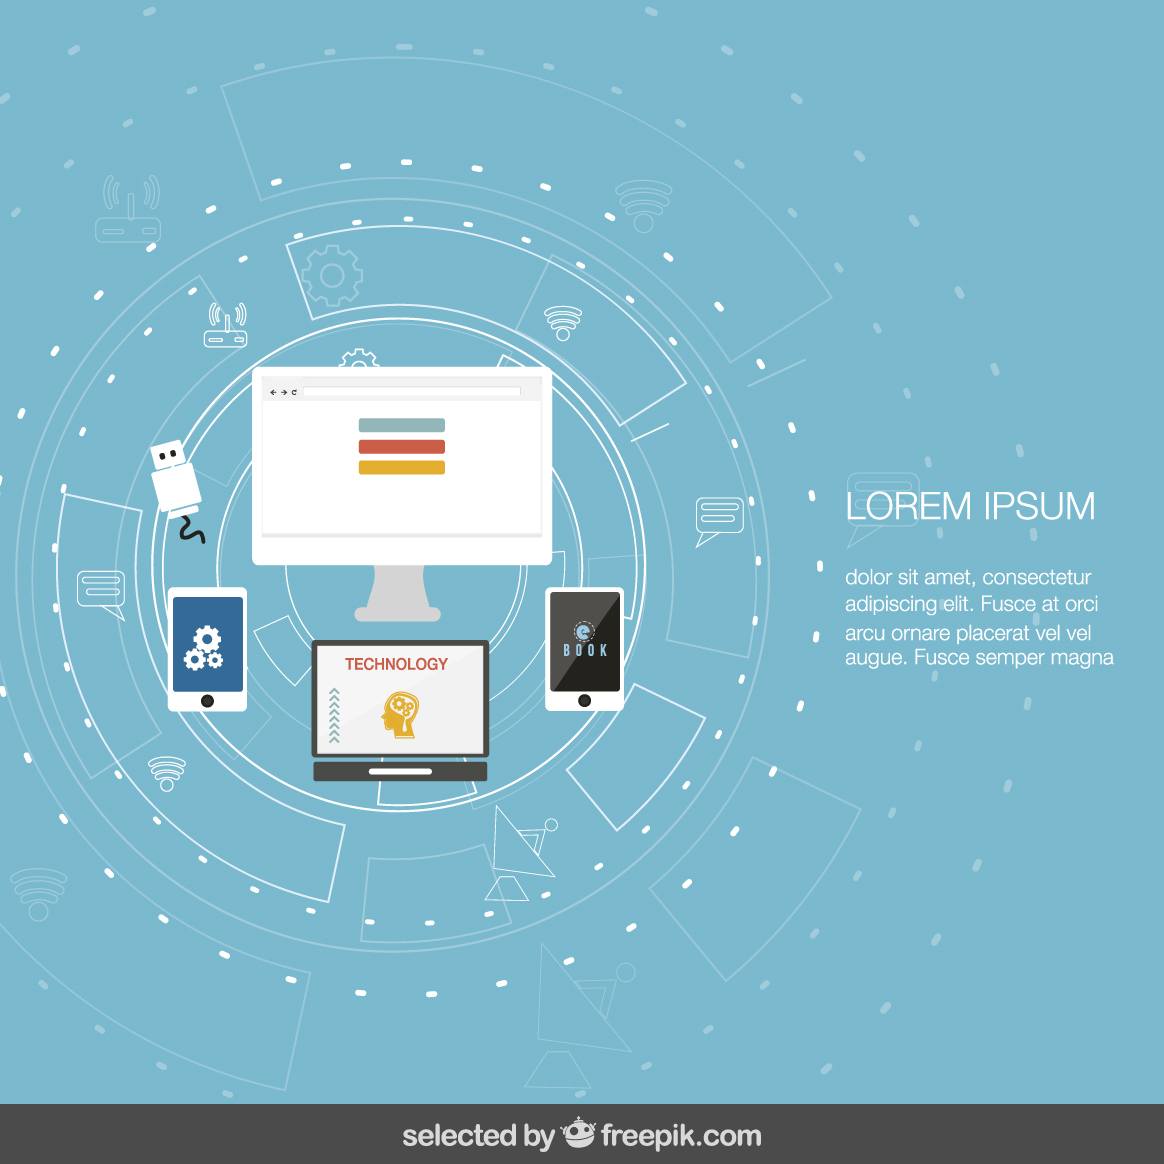 TECHNOLOGY
e
BOOK
LOREM IPSUM
dolor sit amet, consectetur
adipiscing elit. Fusce at orci
arcu ornare placerat vel vel
augue. Fusce semper magna
selected by freepik.com